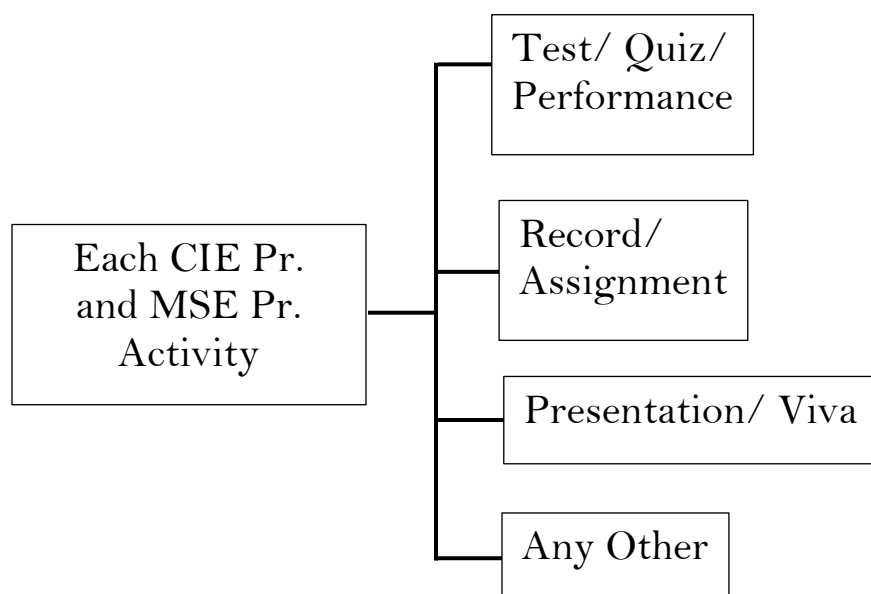 Test/ Quiz/
Performance
Each CIE Pr.
and MSE Pr.
Activity
Record/
Assignment
Presentation/ Viva
Any Other